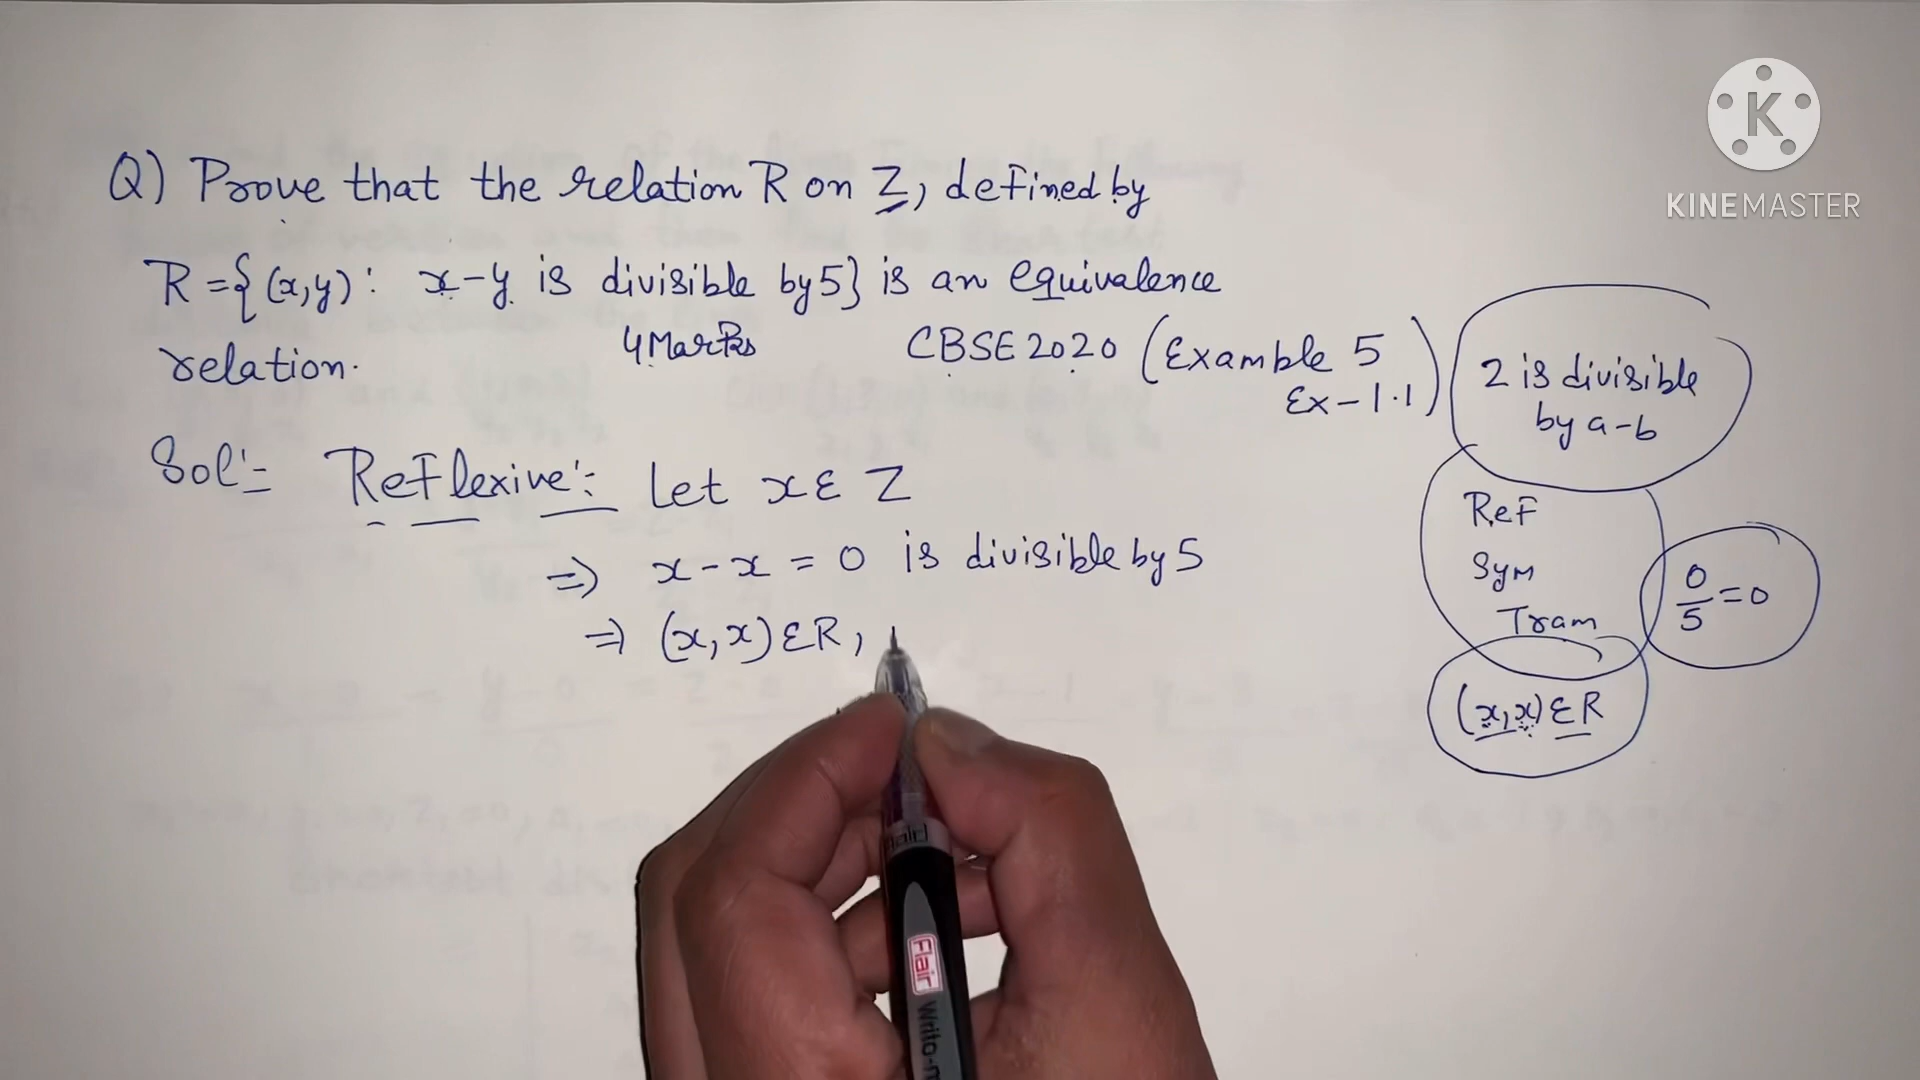 Q) Prove that the relation R on Z, defined by
R={(x,y): x-y is divisible by 5} is an equivalence
relation.
4 Marks
CBSE 2020 (Examble 5
Ex-1.1)
2 is divisible
by a-b
Sol:=
Reflexive:- Let x ε Z
Ref
Sym
Tram
⇒ x-x = 0 is divisible by 5
0/5=0
⇒ (x,x) ε R,
(x,x) ε R
K
KINEMASTER
Flair